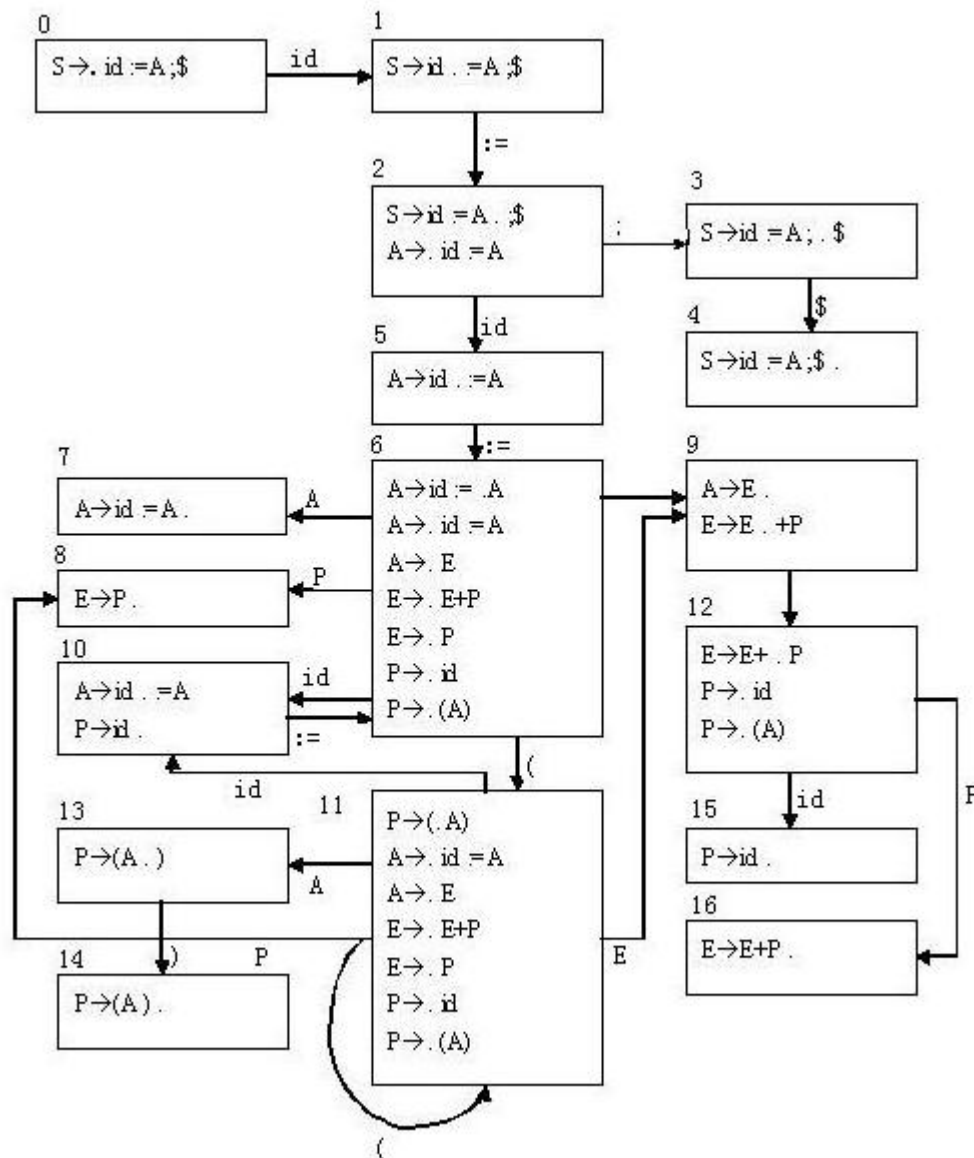 0
S→. id:=A;$
id
1
S→id . :=A;$
:=
2
S→id:=A . ;$
A→. id:=A
;
3
S→id:=A; . $
$
4
S→id:=A;$ .
id
5
A→id . :=A
:=
6
A→id:= .A
A→. id:=A
A→. E
E→. E+P
E→. P
P→. id
P→. (A)
A
7
A→id:=A .
P
8
E→P .
9
A→E .
E→E . +P
id
10
A→id . :=A
P→id .
:=
12
E→E+ . P
P→. id
P→. (A)
(
id
11
P→(. A)
A→. id:=A
A→. E
E→. E+P
E→. P
P→. id
P→. (A)
A
13
P→(A . )
)
P
14
P→(A) .
E
id
P
15
P→id .
16
E→E+P .
(